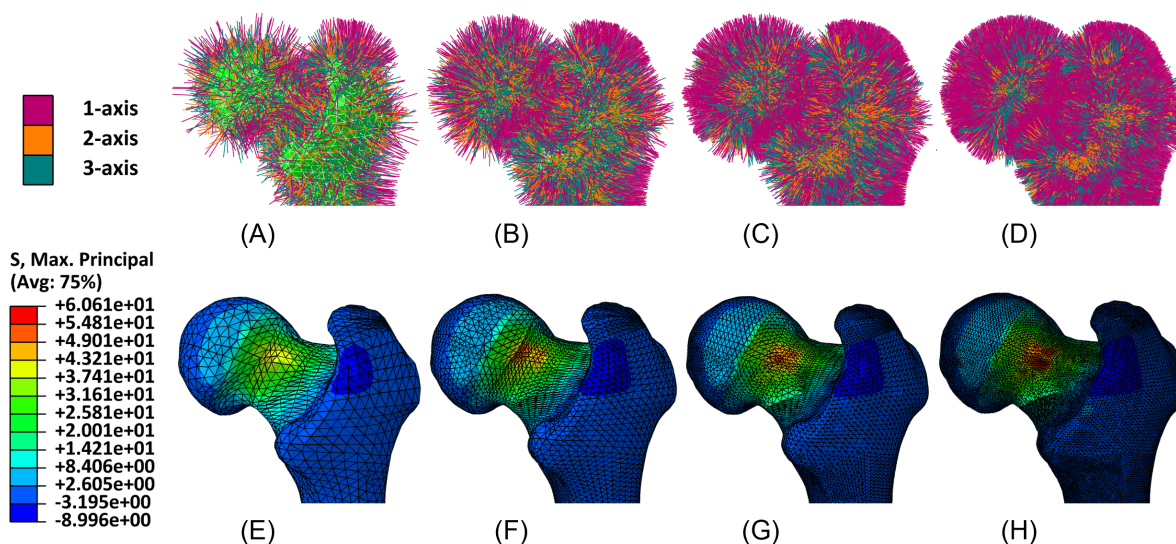 1-axis
2-axis
3-axis
(A) (B) (C) (D)
S, Max. Principal
(Avg: 75%)
+6.061e+01
+5.481e+01
+4.901e+01
+4.321e+01
+3.741e+01
+3.161e+01
+2.581e+01
+2.001e+01
+1.421e+01
+8.406e+00
+2.605e+00
-3.195e+00
-8.996e+00
(E) (F) (G) (H)